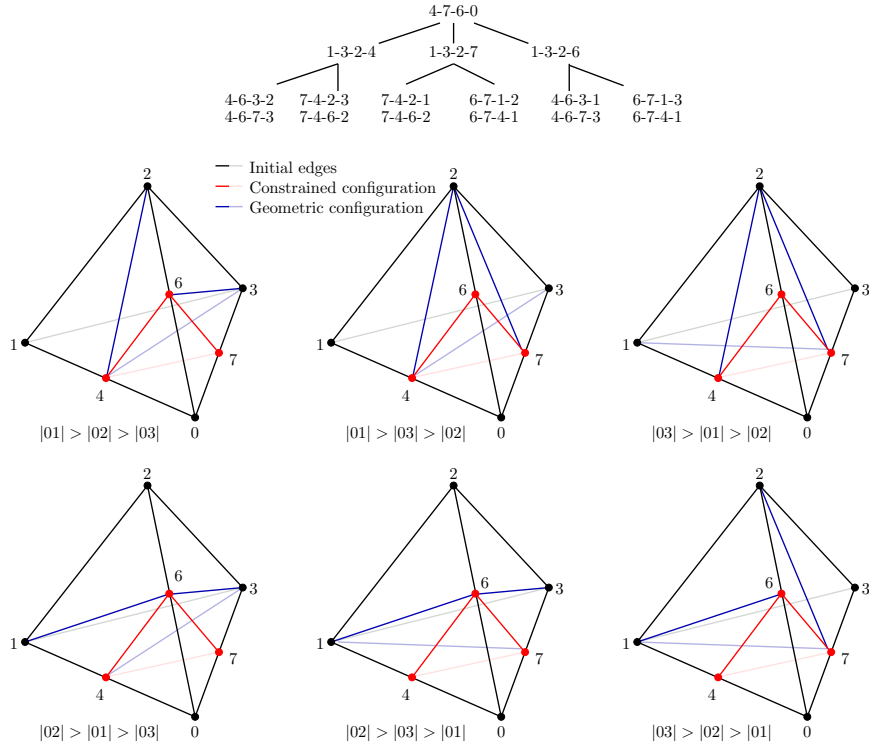 4-7-6-0
1-3-2-4 1-3-2-7 1-3-2-6
4-6-3-2 7-4-2-3 7-4-2-1 6-7-1-2 4-6-3-1 6-7-1-3
4-6-7-3 7-4-6-2 7-4-6-2 6-7-4-1 4-6-7-3 6-7-4-1
Initial edges
Constrained configuration
Geometric configuration
2 2 2
6 6 6
3 3 3
1 1 1
7 7 7
4 4 4
0 0 0
|01| > |02| > |03| |01| > |03| > |02| |03| > |01| > |02|
2 2 2
6 6 6
3 3 3
1 1 1
7 7 7
4 4 4
0 0 0
|02| > |01| > |03| |02| > |03| > |01| |03| > |02| > |01|